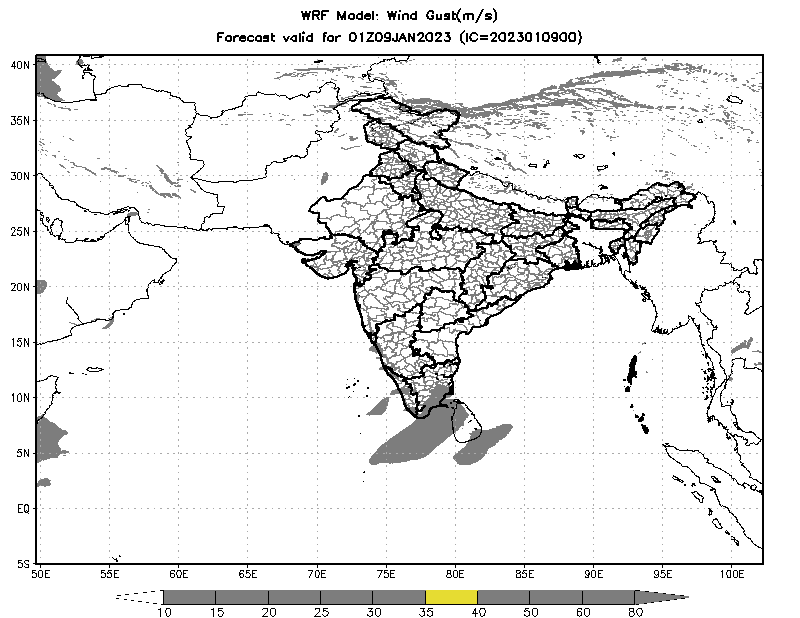 WRF Model: Wind Gust(m/s)
Forecast valid for 01Z09JAN2023 (IC=2023010900)
40N
35N
30N
25N
20N
15N
10N
5N
EQ
5S
50E 55E 60E 65E 70E 75E 80E 85E 90E 95E 100E
10 15 20 25 30 35 40 50 60 80